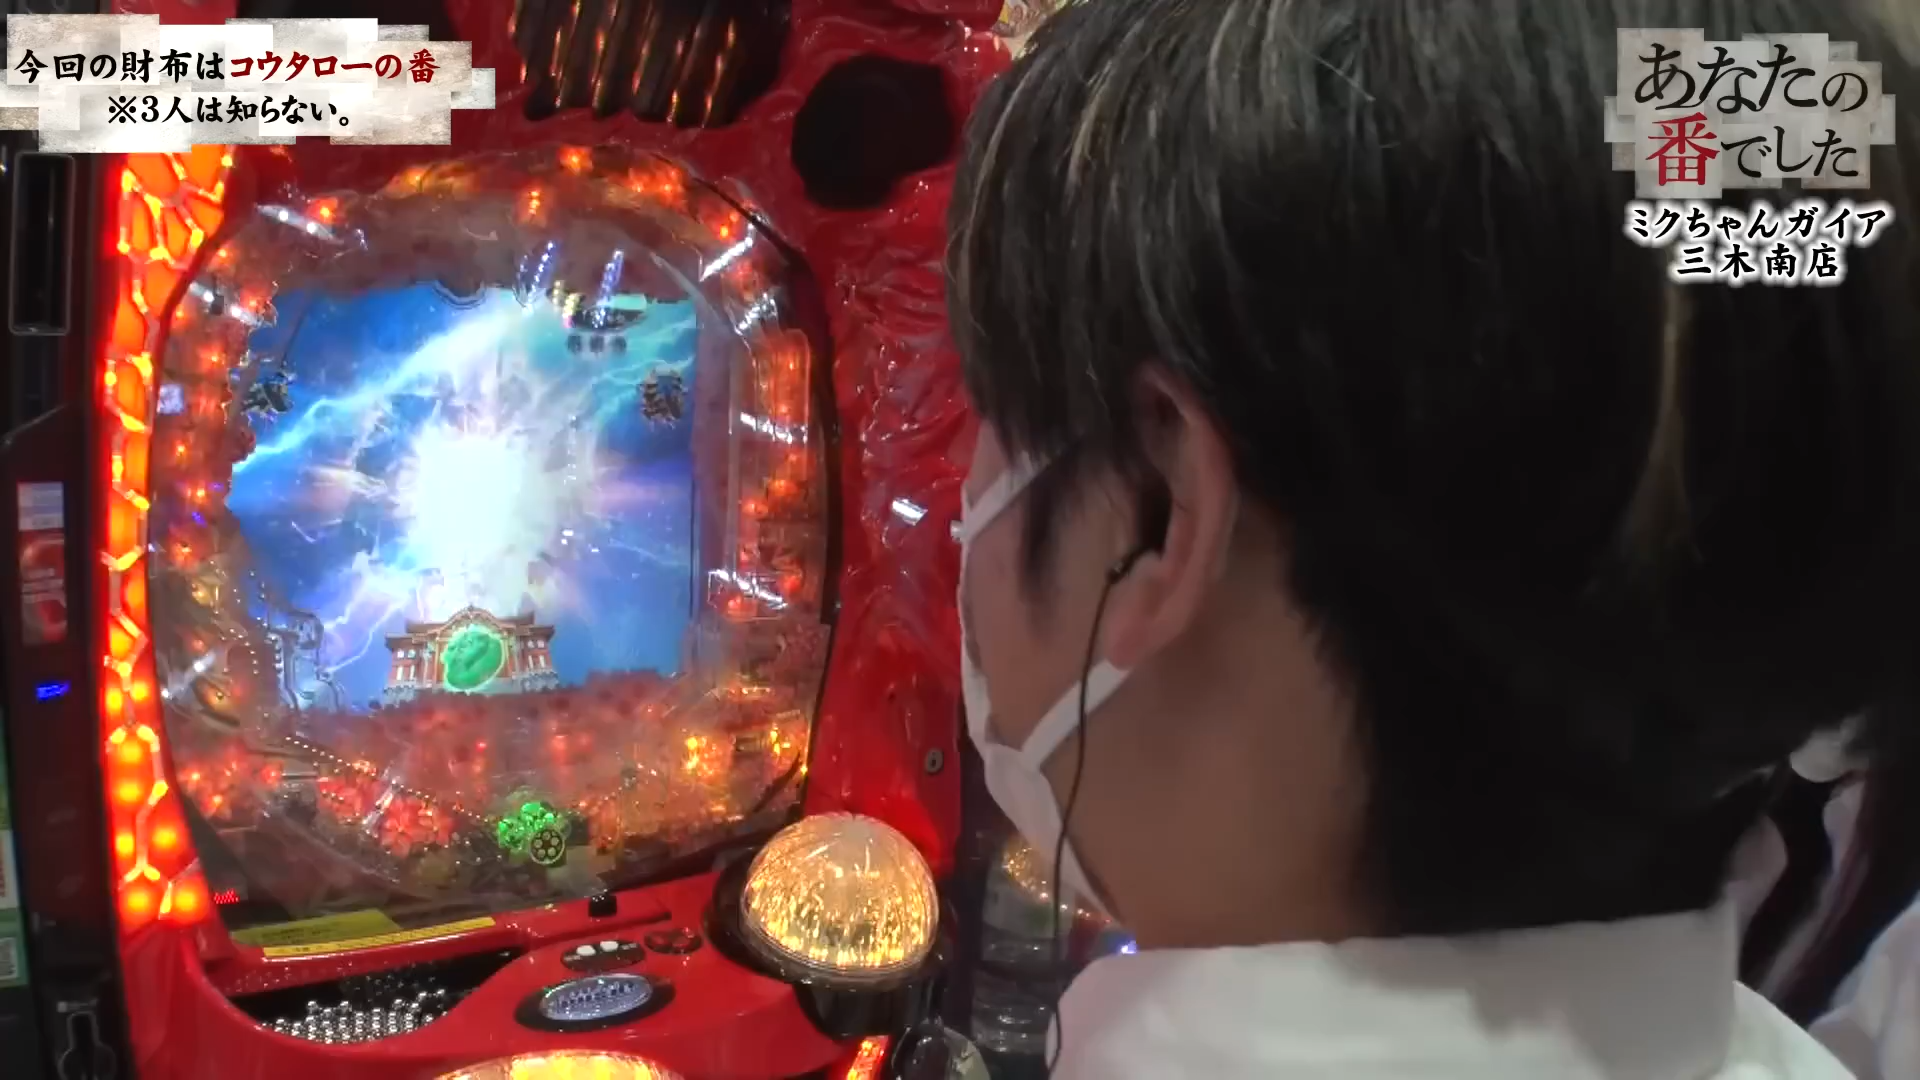 今回の財布はコウタローの番
※3人は知らない。
あなたの
番でした
ミクちゃんガイア
三木南店